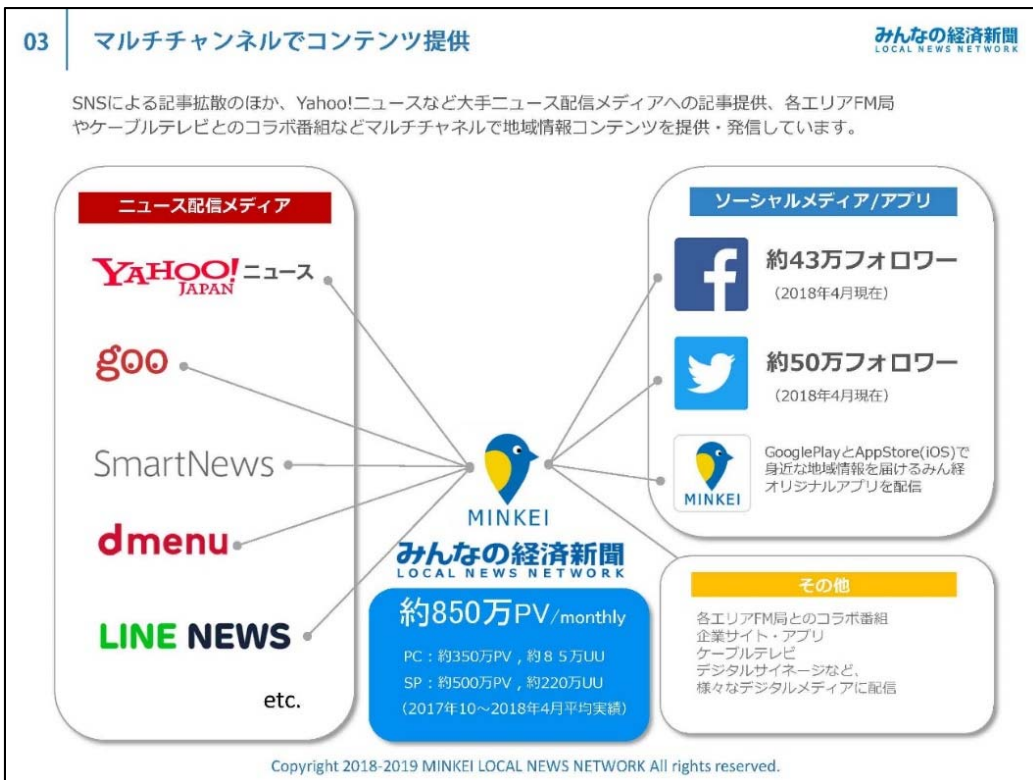 03 マルチチャンネルでコンテンツ提供
みんなの経済新聞
LOCAL NEWS NETWORK
SNSによる記事拡散のほか、Yahoo!ニュースなど大手ニュース配信メディアへの記事提供、各エリアFM局
やケーブルテレビとのコラボ番組などマルチチャネルで地域情報コンテンツを提供・発信しています。
ニュース配信メディア
YAHOO! ニュース
JAPAN
goo
SmartNews
dmenu
LINE NEWS
etc.
MINKEI
みんなの経済新聞
LOCAL NEWS NETWORK
約850万PV/monthly
PC：約350万PV , 約８５万UU
SP：約500万PV , 約220万UU
（2017年10～2018年4月平均実績）
ソーシャルメディア/アプリ
f
約43万フォロワー
（2018年4月現在）
約50万フォロワー
（2018年4月現在）
MINKEI
GooglePlayとAppStore(iOS)で
身近な地域情報を届けるみん経
オリジナルアプリを配信
その他
各エリアFM局とのコラボ番組
企業サイト・アプリ
ケーブルテレビ
デジタルサイネージなど、
様々なデジタルメディアに配信
Copyright 2018-2019 MINKEI LOCAL NEWS NETWORK All rights reserved.